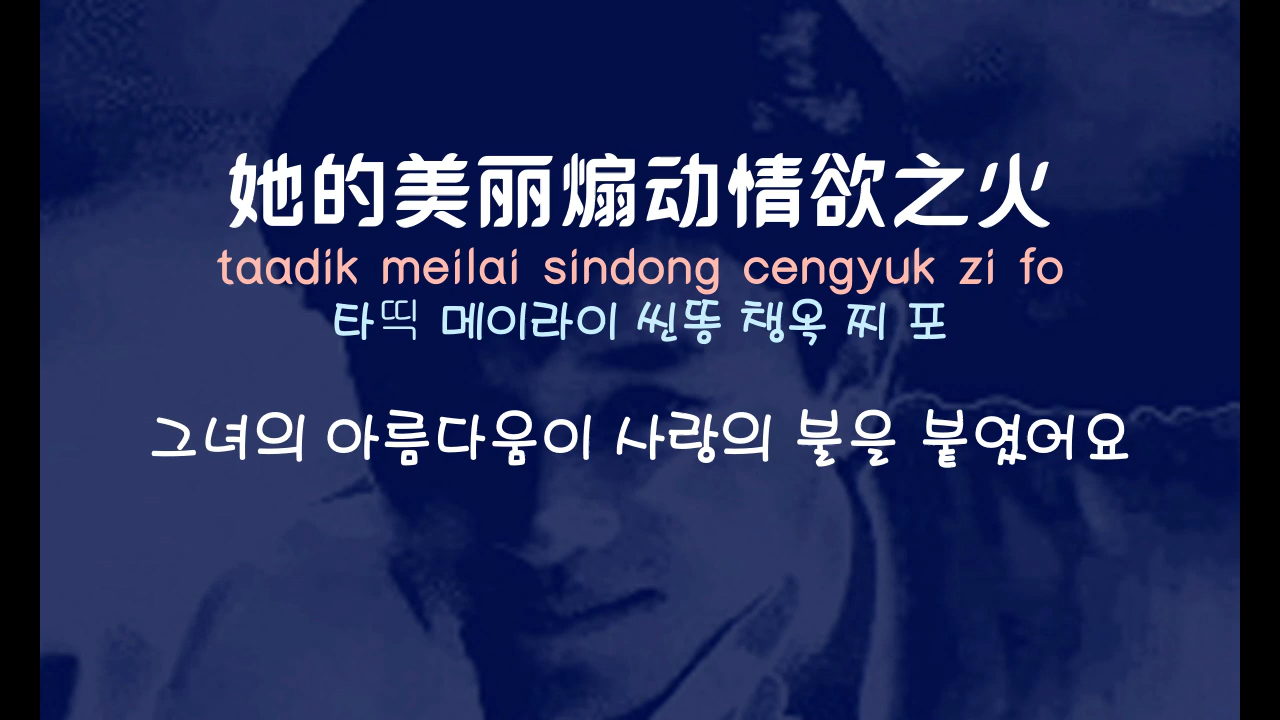 她的美丽煽动情欲之火
taadik meilai sindong cengyuk zi fo
타띅 메이라이 씬똥 챙옥 찌 포
그녀의 아름다움이 사랑의 불을 붙였어요